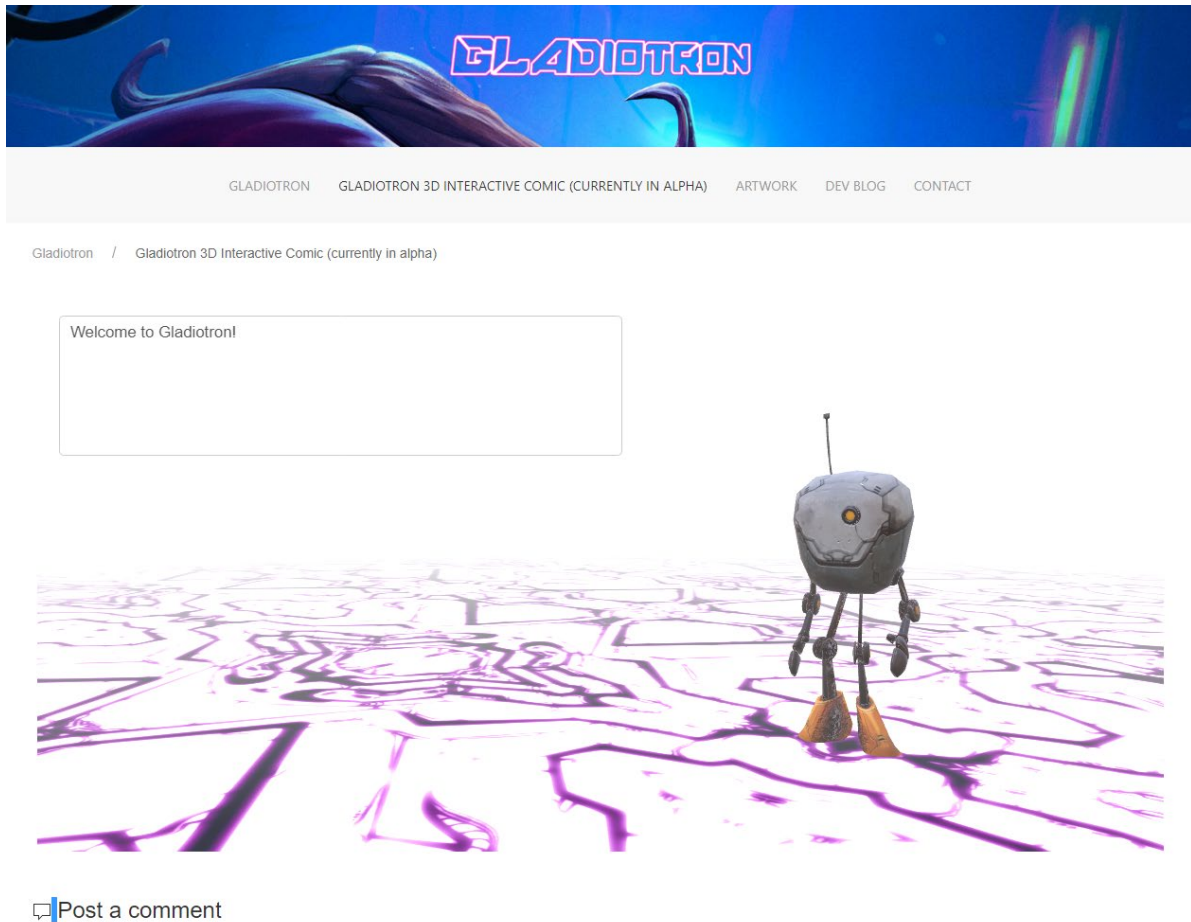 GLADIOTRON
GLADIOTRON GLADIOTRON 3D INTERACTIVE COMIC (CURRENTLY IN ALPHA) ARTWORK DEV BLOG CONTACT
Gladiotron / Gladiotron 3D Interactive Comic (currently in alpha)
Welcome to Gladiotron!
Post a comment